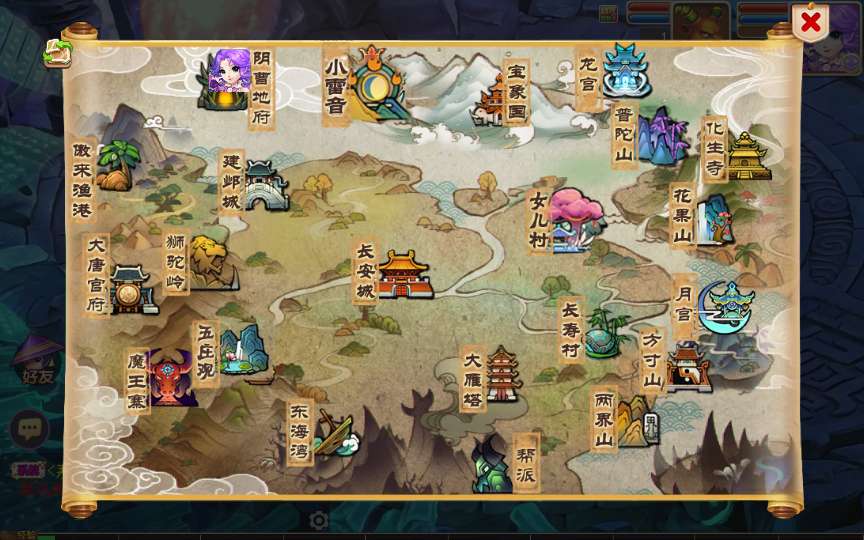 阴曹地府
小雷音
宝象国
龙宫
普陀山
化生寺
傲来渔港
建邺城
女儿村
花果山
大唐官府
狮驼岭
长安城
月宫
长寿村
方寸山
五庄观
魔王寨
大雁塔
两界山
东海湾
帮派
好友